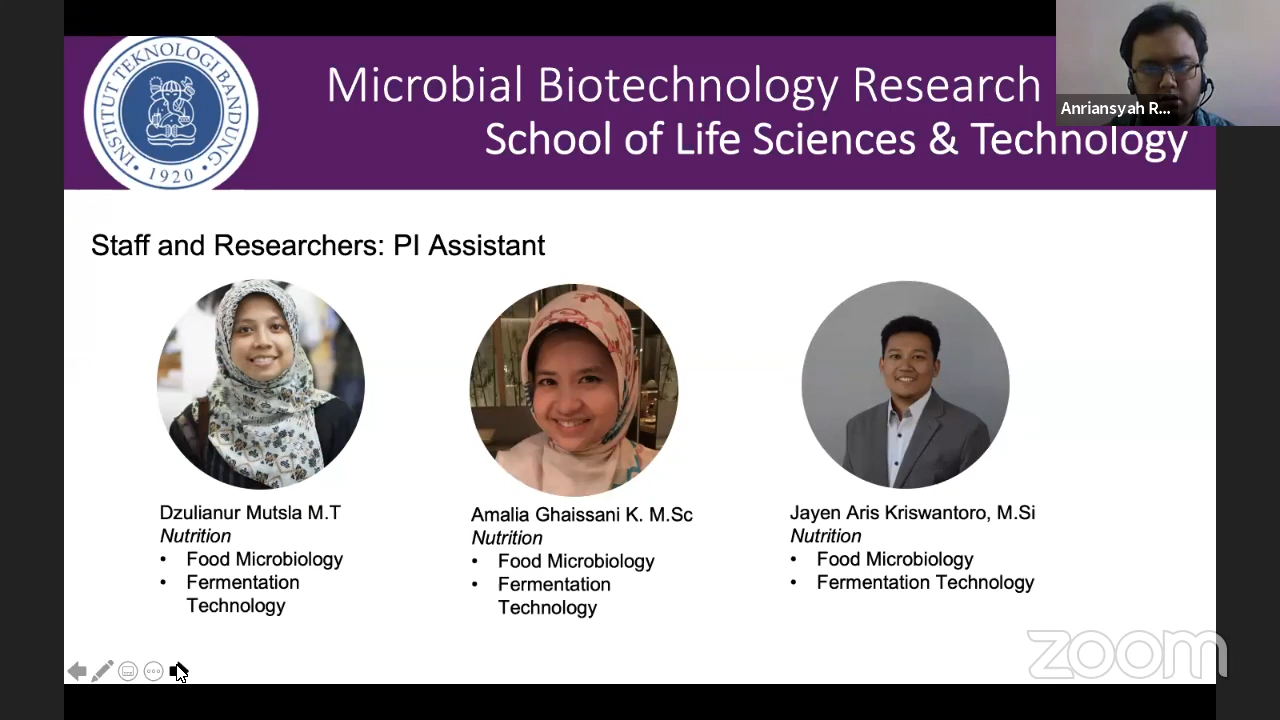 INSTITUT TEKNOLOGI BANDUNG
1920
Microbial Biotechnology Research
School of Life Sciences & Technology
Anriansyah R...
Staff and Researchers: PI Assistant
Dzulianur Mutsla M.T
Nutrition
• Food Microbiology
• Fermentation
Technology
Amalia Ghaissani K. M.Sc
Nutrition
• Food Microbiology
• Fermentation
Technology
Jayen Aris Kriswantoro, M.Si
Nutrition
• Food Microbiology
• Fermentation Technology
zoom